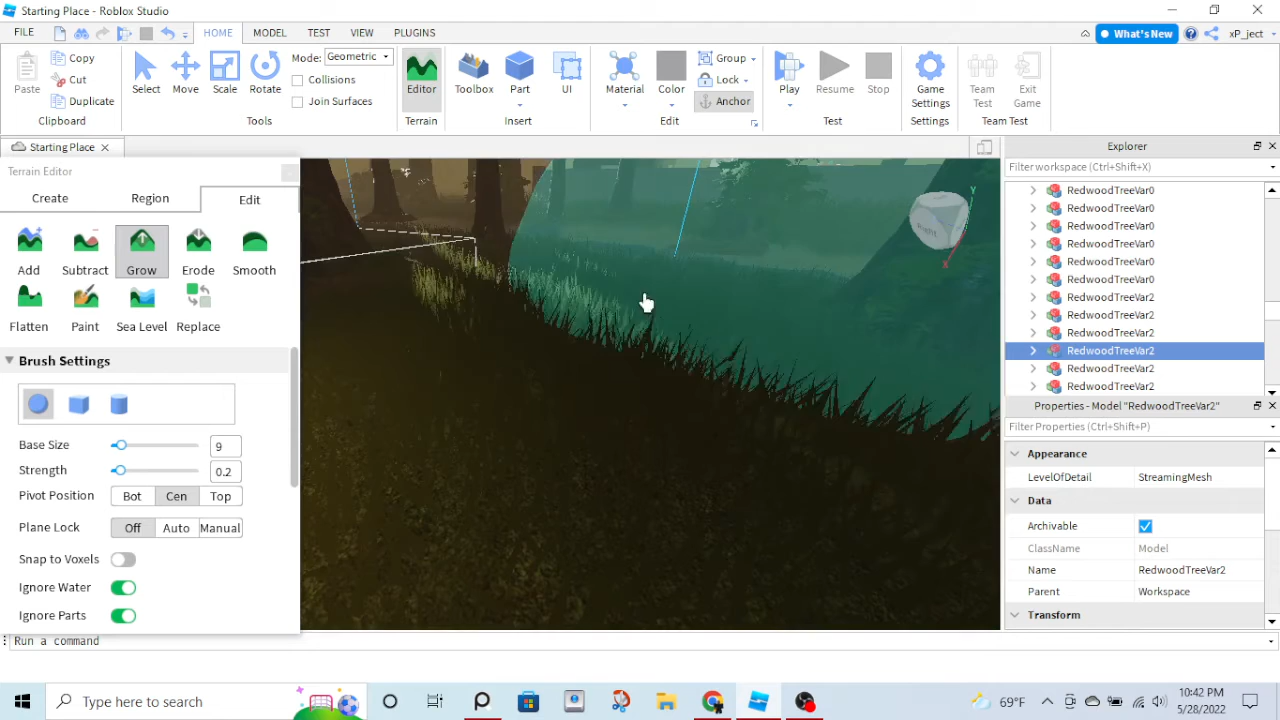 Starting Place - Roblox Studio
FILE HOME MODEL TEST VIEW PLUGINS What's New xP_ject
Paste Copy Cut Duplicate Clipboard
Select Move Scale Rotate Mode: Geometric Collisions Join Surfaces Tools
Editor Terrain
Toolbox Part UI Insert
Material Color Group Lock Anchor Edit
Play Resume Stop Test
Game Settings Settings
Team Test Exit Game Team Test
Starting Place
Terrain Editor
Create Region Edit
Add Subtract Grow Erode Smooth
Flatten Paint Sea Level Replace
Brush Settings
Base Size 9
Strength 0.2
Pivot Position Bot Cen Top
Plane Lock Off Auto Manual
Snap to Voxels
Ignore Water
Ignore Parts
Right
Y
X
Explorer
Filter workspace (Ctrl+Shift+X)
RedwoodTreeVar0
RedwoodTreeVar0
RedwoodTreeVar0
RedwoodTreeVar0
RedwoodTreeVar0
RedwoodTreeVar0
RedwoodTreeVar2
RedwoodTreeVar2
RedwoodTreeVar2
RedwoodTreeVar2
RedwoodTreeVar2
RedwoodTreeVar2
Properties - Model "RedwoodTreeVar2"
Filter Properties (Ctrl+Shift+P)
Appearance
LevelOfDetail StreamingMesh
Data
Archivable
ClassName Model
Name RedwoodTreeVar2
Parent Workspace
Transform
Run a command
Type here to search
69°F
10:42 PM
5/28/2022